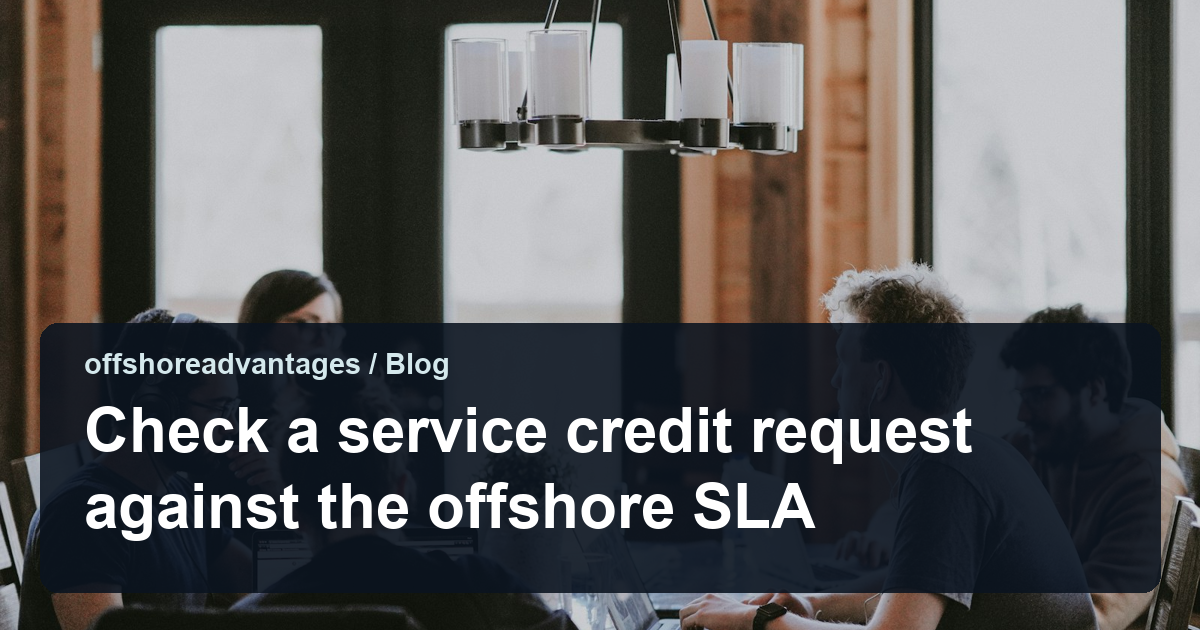 offshoreadvantages / Blog
Check a service credit request
against the offshore SLA